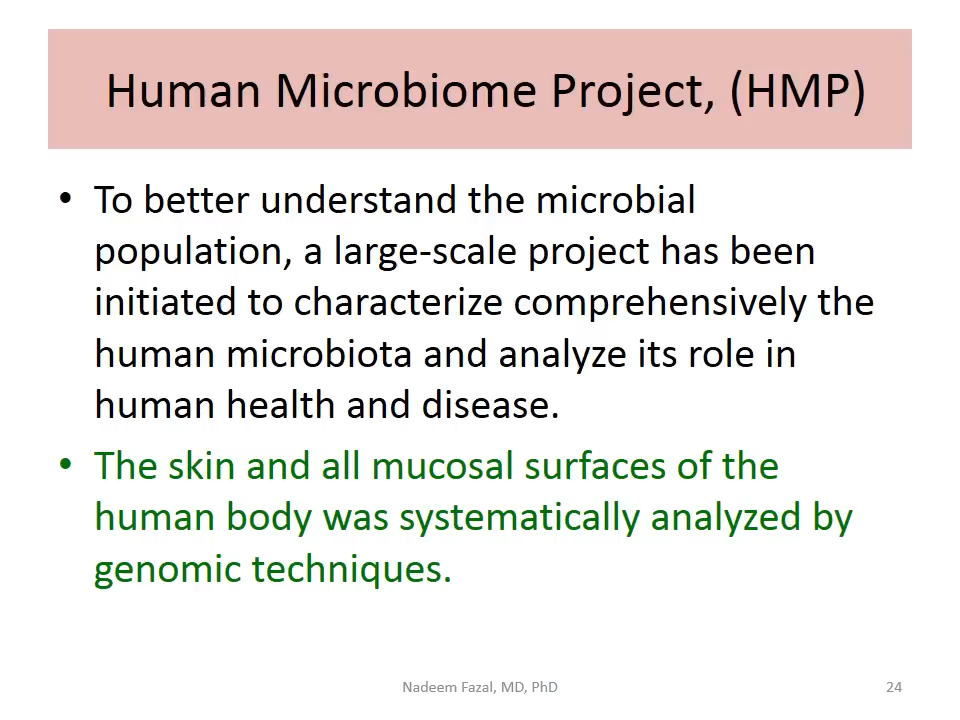 Human Microbiome Project, (HMP)
• To better understand the microbial
population, a large-scale project has been
initiated to characterize comprehensively the
human microbiota and analyze its role in
human health and disease.
• The skin and all mucosal surfaces of the
human body was systematically analyzed by
genomic techniques.
Nadeem Fazal, MD, PhD
24